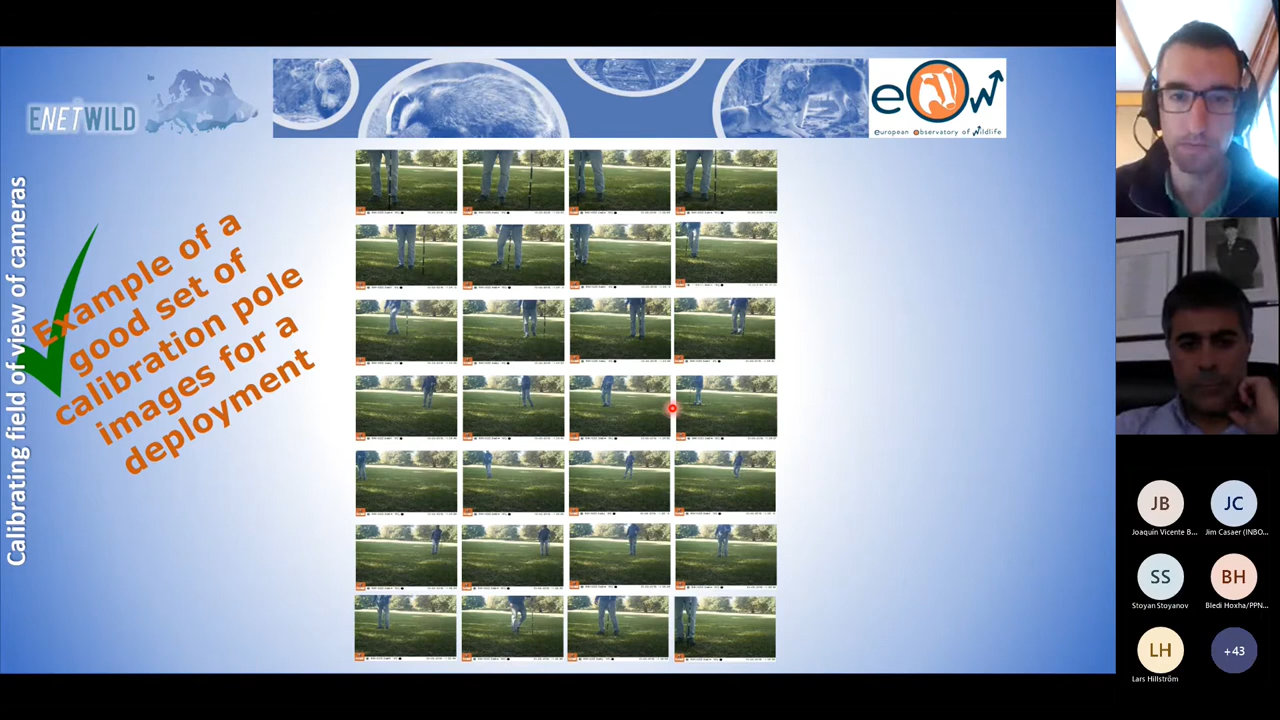 ENETWILD
eow
european observatory of wildlife
Calibrating field of view of cameras
Example of a
good set of
calibration pole
images for a
deployment
JB
JC
Joaquín Vicente B...
Jim Casaer (INBO...
SS
BH
Stoyan Stoyanov
Bledi Hoxha/PPN...
LH
+43
Lars Hillström